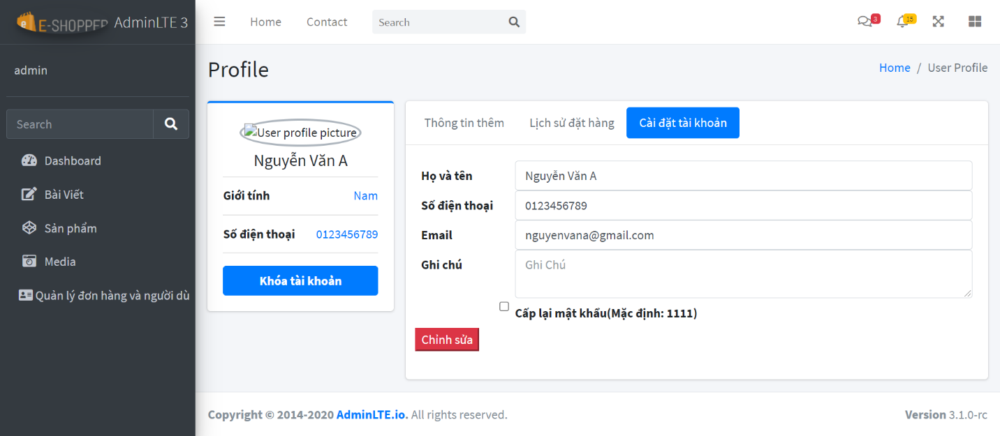 E-SHOPPER AdminLTE 3
Home
Contact
Search
3
15
admin
Search
Dashboard
Bài Viết
Sản phẩm
Media
Quản lý đơn hàng và người dù
Profile
Home / User Profile
User profile picture
Nguyễn Văn A
Giới tính Nam
Số điện thoại 0123456789
Khóa tài khoản
Thông tin thêm
Lịch sử đặt hàng
Cài đặt tài khoản
Họ và tên Nguyễn Văn A
Số điện thoại 0123456789
Email nguyenvana@gmail.com
Ghi chú Ghi Chú
Cấp lại mật khẩu(Mặc định: 1111)
Chỉnh sửa
Copyright © 2014-2020 AdminLTE.io. All rights reserved.
Version 3.1.0-rc